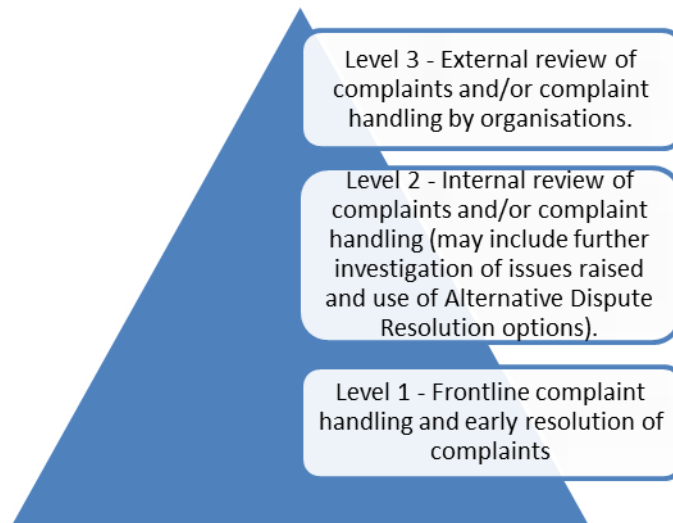 Level 3 - External review of
complaints and/or complaint
handling by organisations.
Level 2 - Internal review of
complaints and/or complaint
handling (may include further
investigation of issues raised
and use of Alternative Dispute
Resolution options).
Level 1 - Frontline complaint
handling and early resolution of
complaints